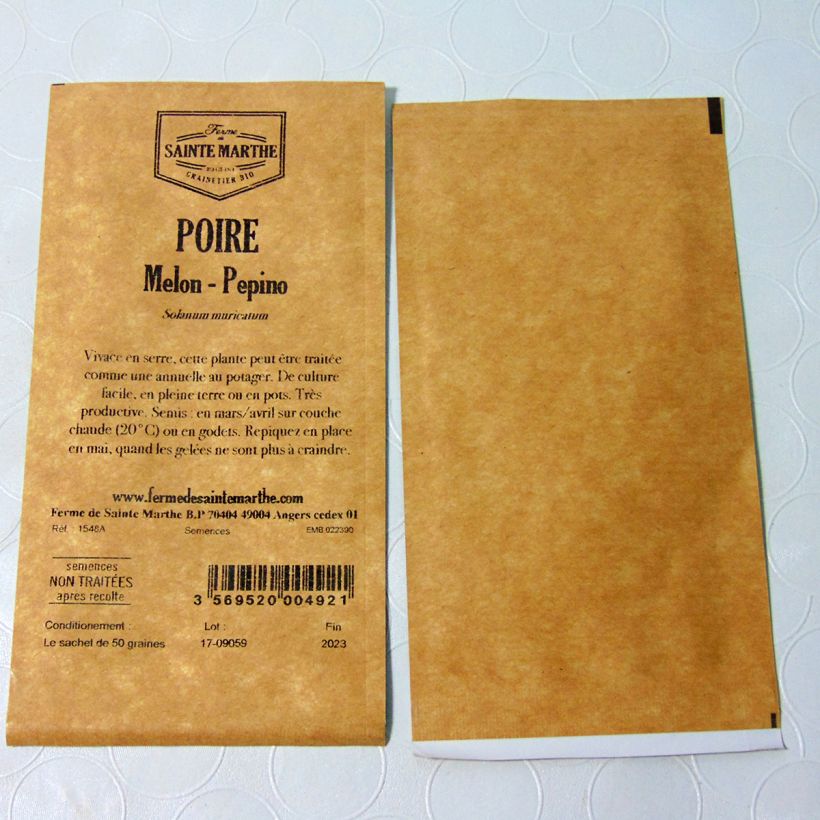 Ferme
de
SAINTE MARTHE
GRAINETIER BIO
POIRE
Melon - Pepino
Solanum muricatum
Vivace en serre, cette plante peut être traitée
comme une annuelle au potager. De culture
facile, en pleine terre ou en pots. Très
productive. Semis : en mars/avril sur couche
chaude (20°C) ou en godets. Repiquez en place
en mai, quand les gelées ne sont plus à craindre.
www.fermedesaintemarthe.com
Ferme de Sainte Marthe B.P 70404 49004 Angers cedex 01
Réf. : 1548A Semences EMB 022390
semences
NON TRAITÉES
apres recolte
3 569520 004921
Conditionement : Lot : Fin
Le sachet de 50 graines 17-09059 2023